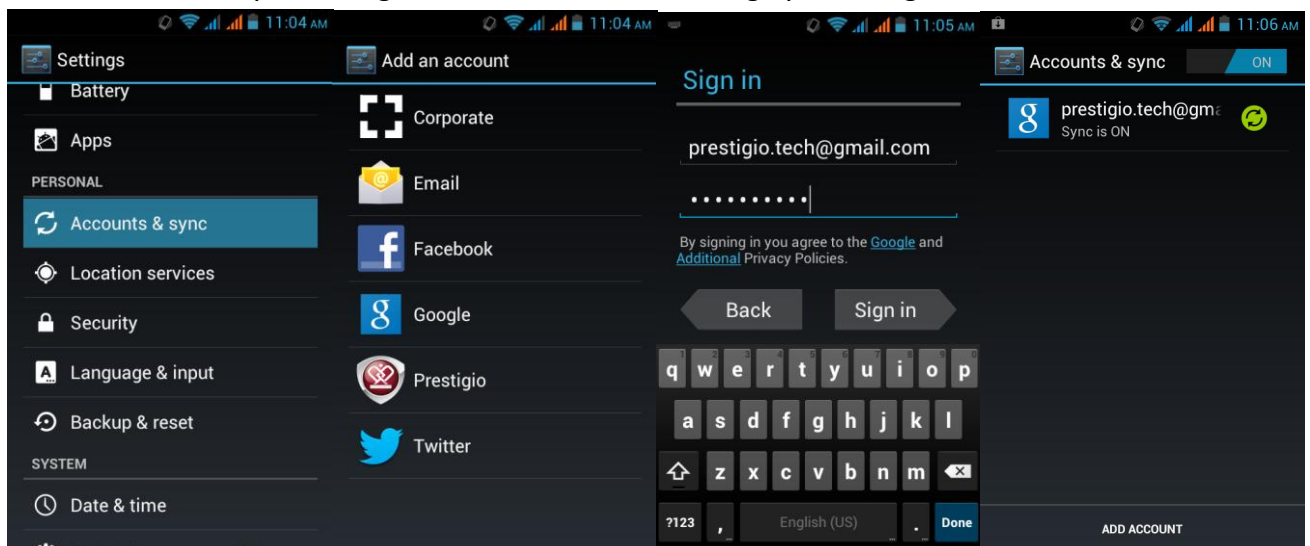 11:04 AM
Settings
Battery
Apps
PERSONAL
Accounts & sync
Location services
Security
Language & input
Backup & reset
SYSTEM
Date & time
11:04 AM
Add an account
Corporate
Email
Facebook
Google
Prestigio
Twitter
11:05 AM
Sign in
prestigio.tech@gmail.com
By signing in you agree to the Google and
Additional Privacy Policies.
Back Sign in
q w e r t y u i o p
a s d f g h j k l
z x c v b n m
?123 , English (US) . Done
11:06 AM
Accounts & sync ON
prestigio.tech@gma
Sync is ON
ADD ACCOUNT